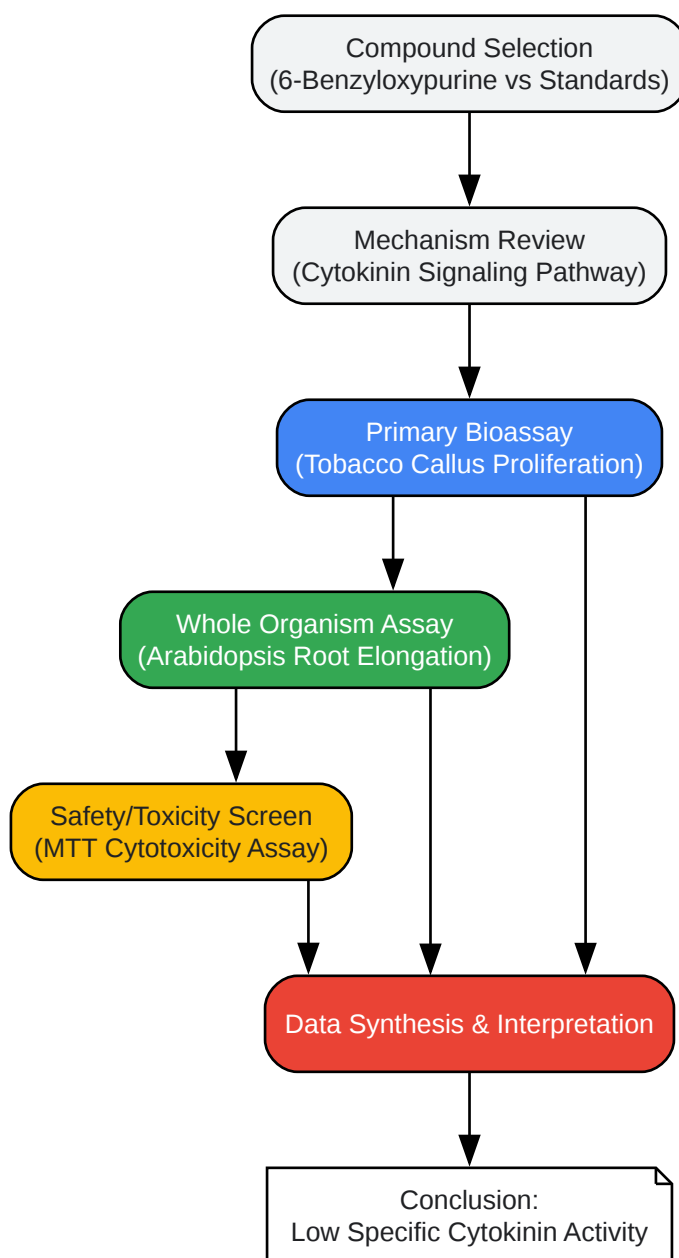 Compound Selection
(6-Benzyloxypurine vs Standards)
Mechanism Review
(Cytokinin Signaling Pathway)
Primary Bioassay
(Tobacco Callus Proliferation)
Whole Organism Assay
(Arabidopsis Root Elongation)
Safety/Toxicity Screen
(MTT Cytotoxicity Assay)
Data Synthesis & Interpretation
Conclusion:
Low Specific Cytokinin Activity